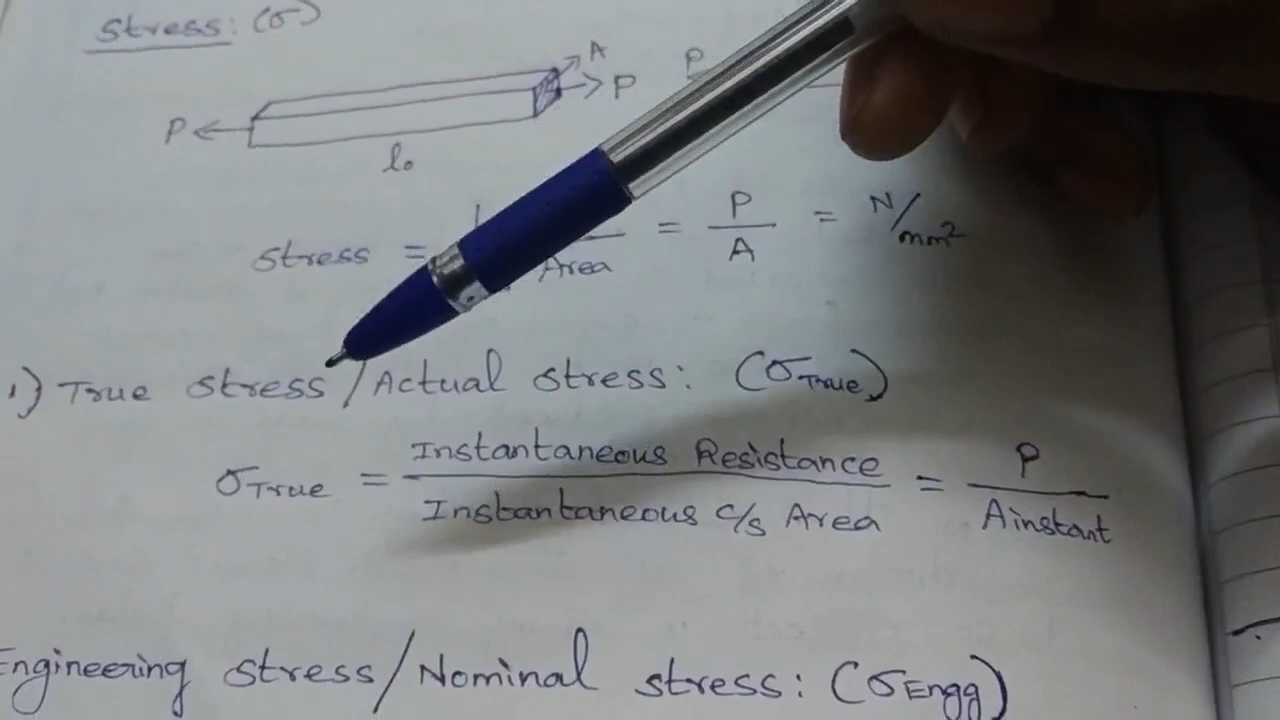 Stress: (σ)
A
P
P
P
l₀
Stress = / Area = P / A = N/mm²
1) True stress/Actual stress: (σTrue)
σTrue = Instantaneous Resistance / Instantaneous c/s Area = P / Ainstant
Engineering stress/Nominal stress: (σEngg)